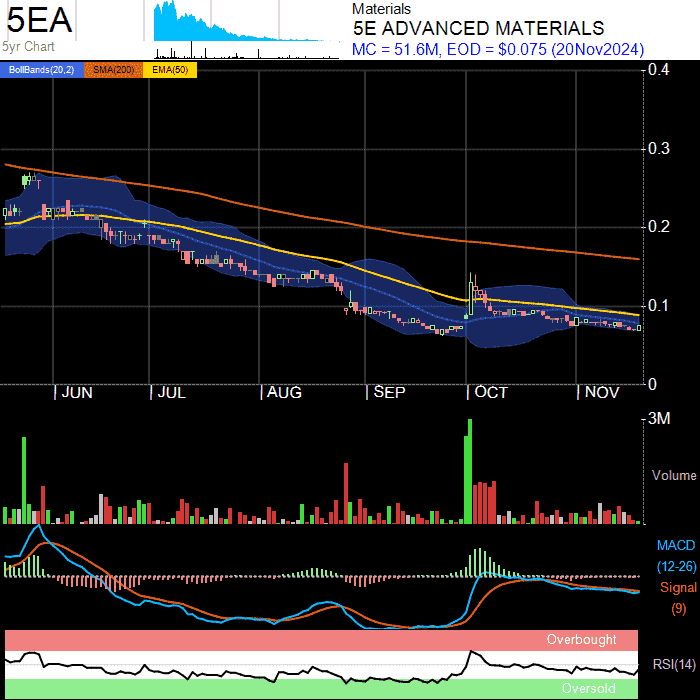 5EA
5yr Chart
Materials
5E ADVANCED MATERIALS
MC = 51.6M, EOD = $0.075 (20Nov2024)
BollBands(20,2) SMA(200) EMA(50)
0.4
0.3
0.2
0.1
0
JUN JUL AUG SEP OCT NOV
3M
Volume
MACD
(12-26)
Signal
(9)
Overbought
RSI(14)
Oversold